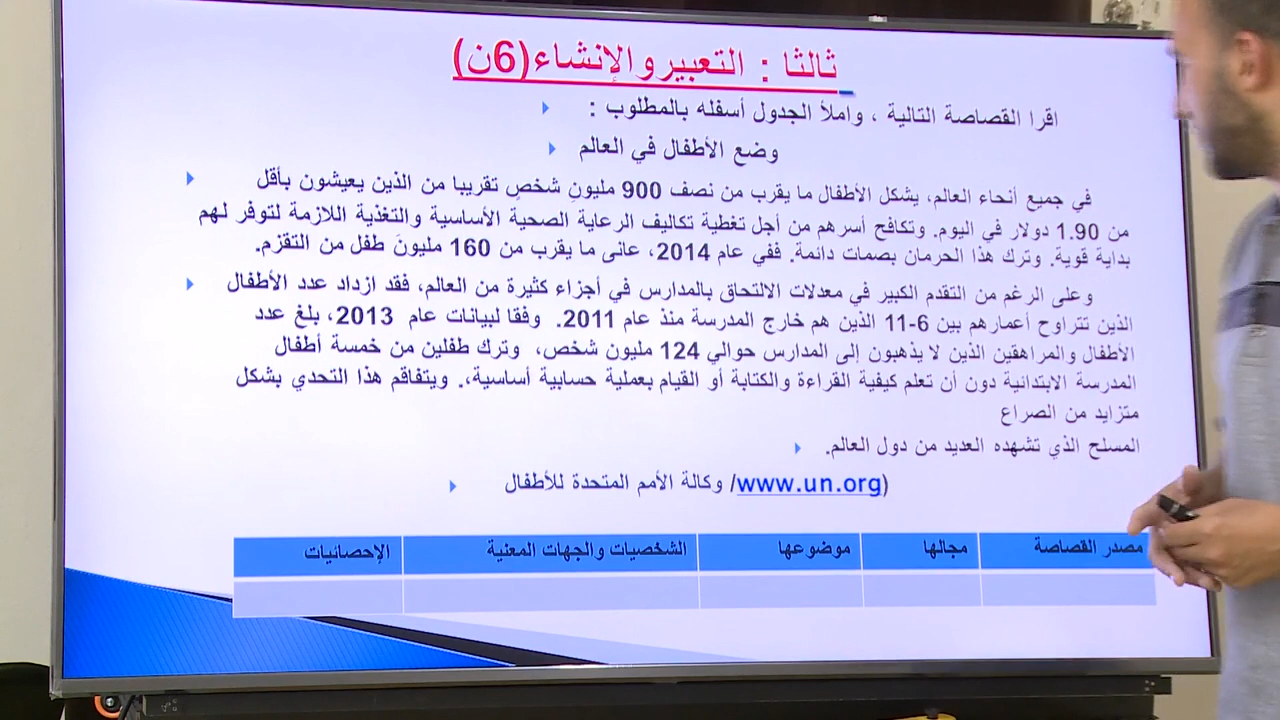 ثالثا : التعبير والإنشاء(6ن)
اقرا القصاصة التالية ، واملأ الجدول أسفله بالمطلوب :
وضع الأطفال في العالم
في جميع أنحاء العالم، يشكل الأطفال ما يقرب من نصف 900 مليونِ شخصٍ تقريبا من الذين يعيشون بأقل
من 1.90 دولار في اليوم. وتكافح أسرهم من أجل تغطية تكاليف الرعاية الصحية الأساسية والتغذية اللازمة لتوفر لهم
بداية قوية. وترك هذا الحرمان بصمات دائمة. ففي عام 2014، عانى ما يقرب من 160 مليونَ طفل من التقزم.
وعلى الرغم من التقدم الكبير في معدلات الالتحاق بالمدارس في أجزاء كثيرة من العالم، فقد ازداد عدد الأطفال
الذين تتراوح أعمارهم بين 6-11 الذين هم خارج المدرسة منذ عام 2011. وفقا لبيانات عام 2013، بلغ عدد
الأطفال والمراهقين الذين لا يذهبون إلى المدارس حوالي 124 مليون شخص، وترك طفلين من خمسة أطفال
المدرسة الابتدائية دون أن تعلم كيفية القراءة والكتابة أو القيام بعملية حسابية أساسية،. ويتفاقم هذا التحدي بشكل
متزايد من الصراع
المسلح الذي تشهده العديد من دول العالم.
(www.un.org/ وكالة الأمم المتحدة للأطفال
مصدر القصاصة مجالها موضوعها الشخصيات والجهات المعنية الإحصائيات